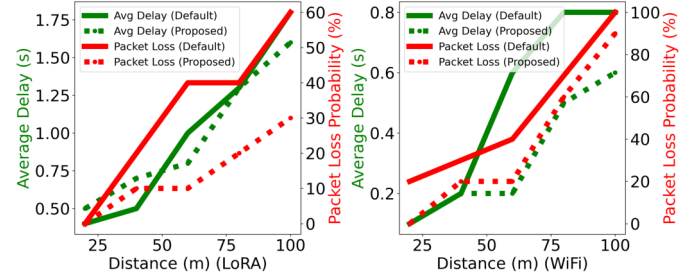 Avg Delay (Default)
Avg Delay (Proposed)
Packet Loss (Default)
Packet Loss (Proposed)
1.75
1.50
1.25
1.00
0.75
0.50
Average Delay (s)
60
50
40
30
20
10
0
Packet Loss Probability (%)
25
50
75
100
Distance (m) (LoRA)
Avg Delay (Default)
Avg Delay (Proposed)
Packet Loss (Default)
Packet Loss (Proposed)
0.8
0.6
0.4
0.2
Average Delay (s)
100
80
60
40
20
0
Packet Loss Probability (%)
25
50
75
100
Distance (m) (WiFi)